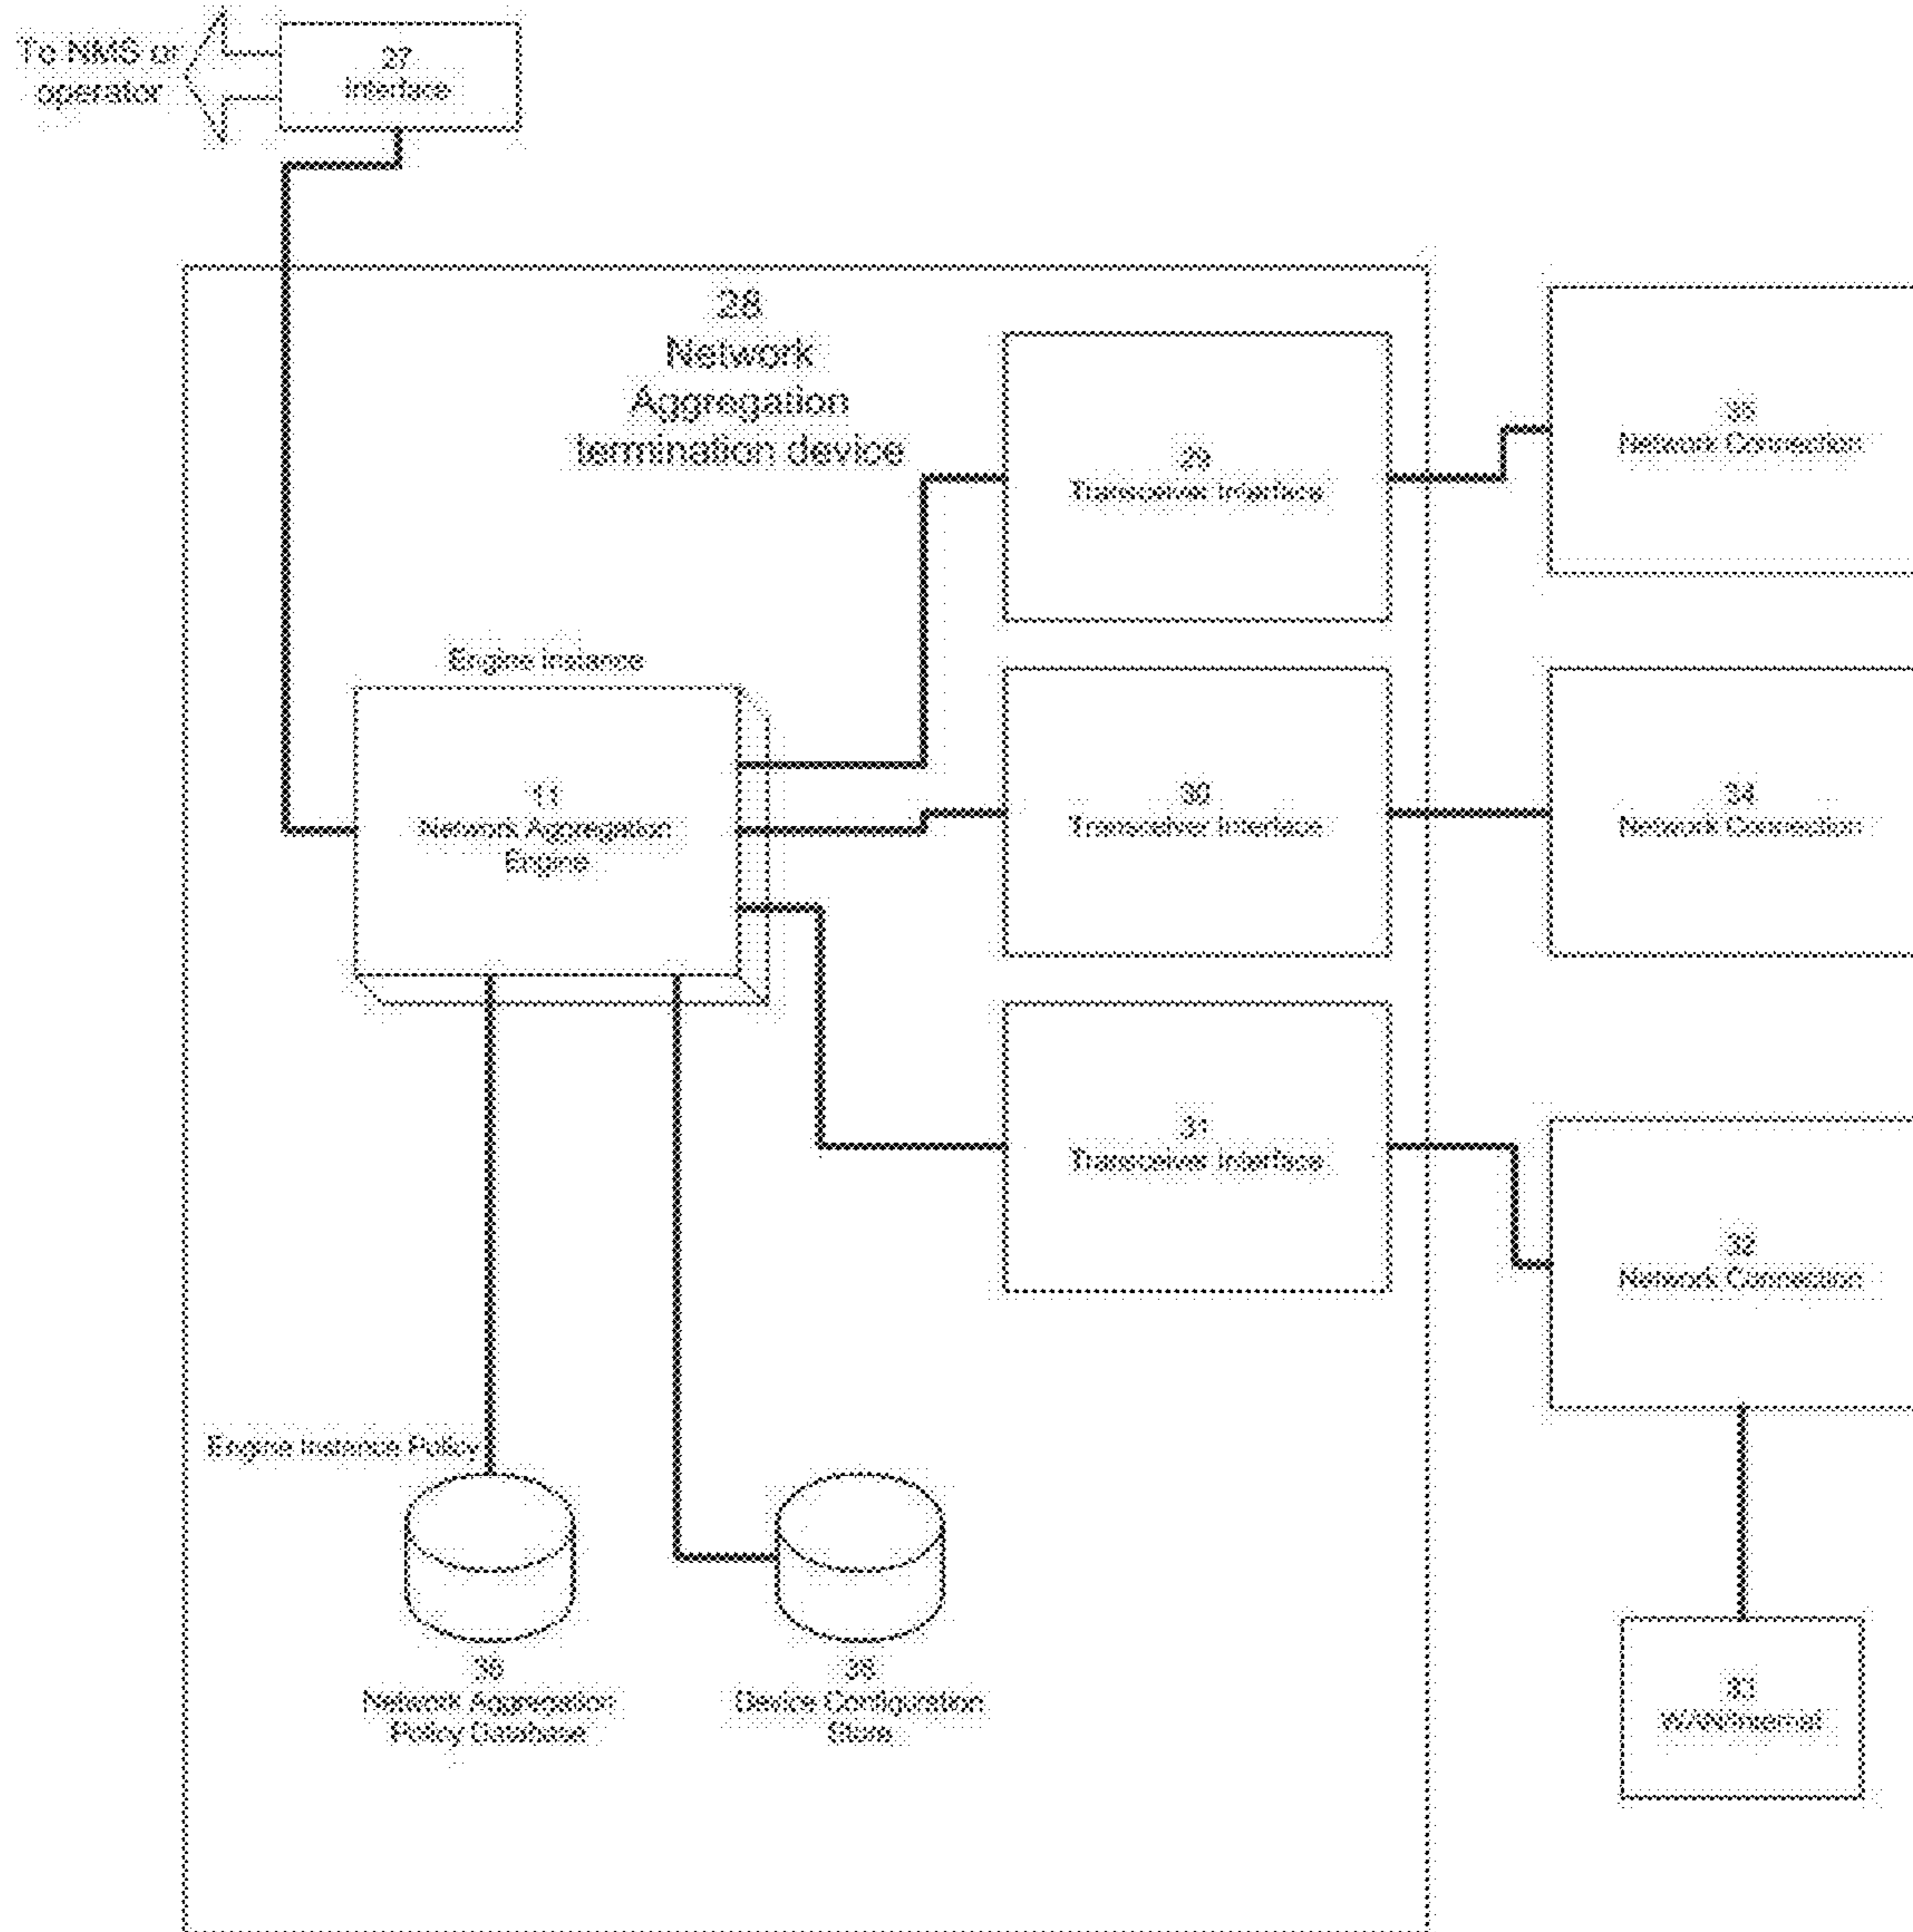 To NMS or
operator
27
Interface
28
Network
Aggregation
termination device
29
Transceiver Interface
35
Network Connection
Engine Instance
11
Network Aggregation
Engine
30
Transceiver Interface
34
Network Connection
31
Transceiver Interface
32
Network Connection
Engine Instance Policy
36
Network Aggregation
Policy Database
Device Configuration
Store
WAN/Internet